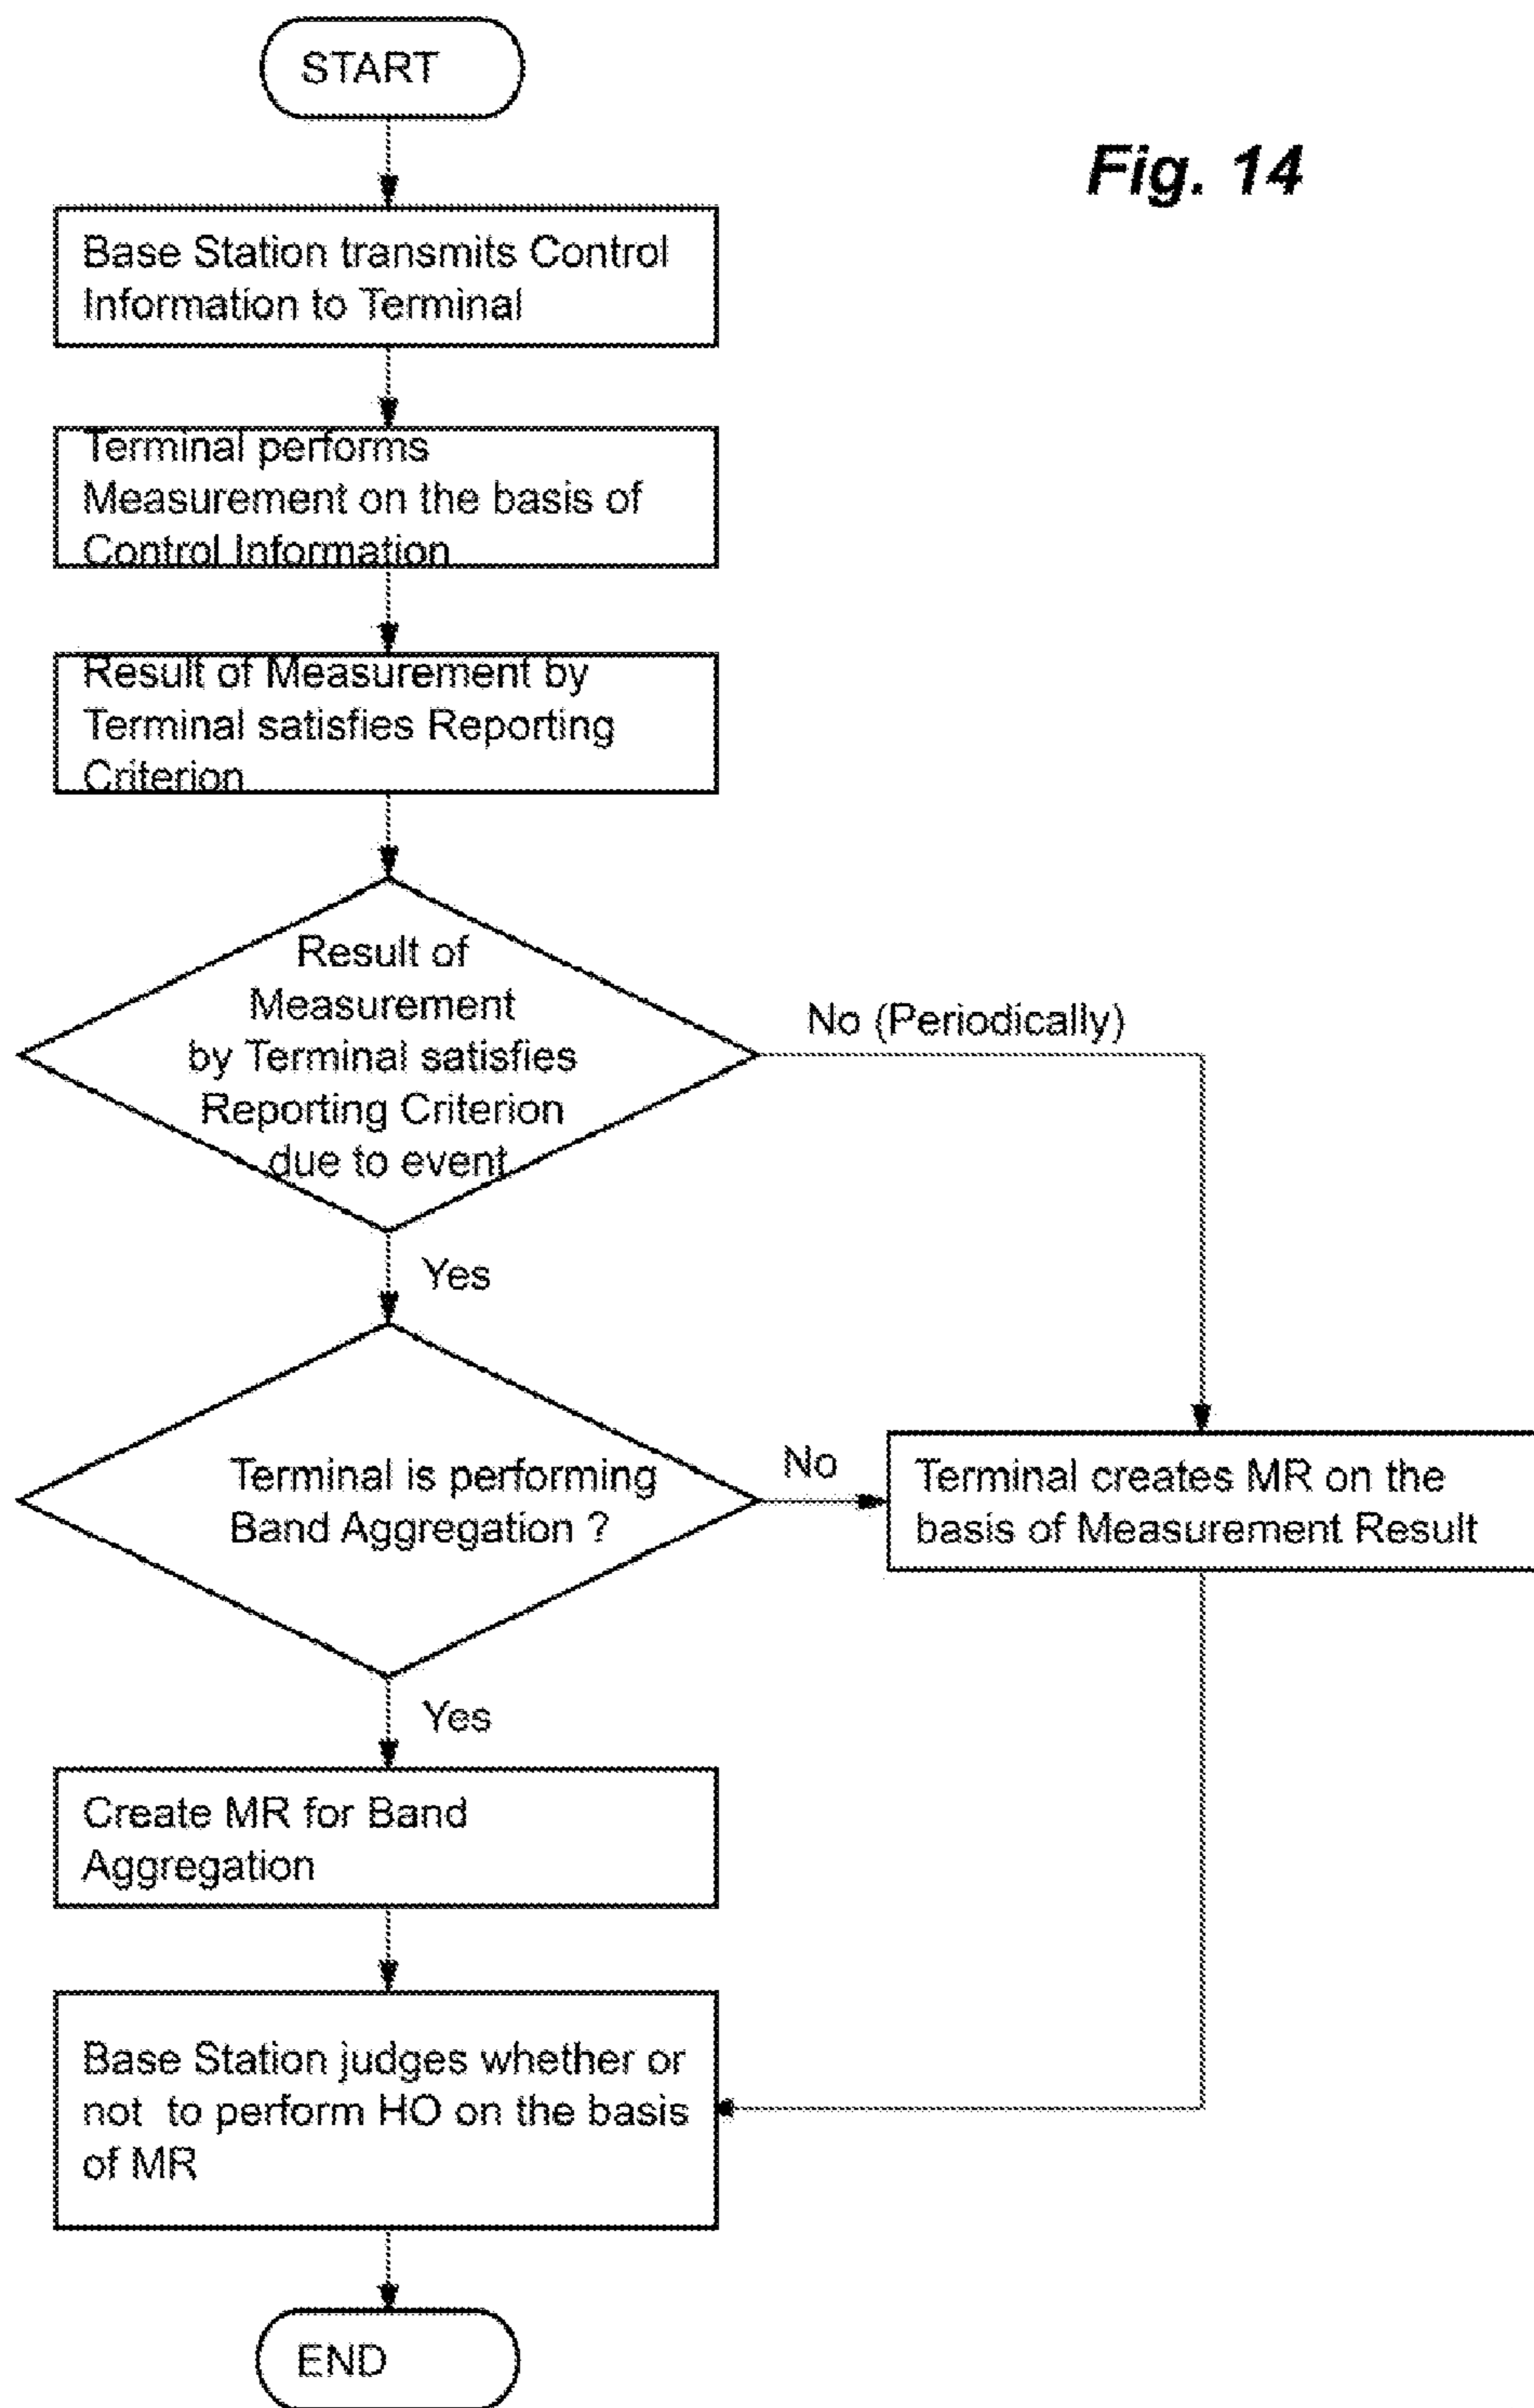 START
Fig. 14
Base Station transmits Control
Information to Terminal
Terminal performs
Measurement on the basis of
Control Information
Result of Measurement by
Terminal satisfies Reporting
Criterion
Result of
Measurement
by Terminal satisfies
Reporting Criterion
due to event
No (Periodically)
Yes
Terminal is performing
Band Aggregation ?
No
Terminal creates MR on the
basis of Measurement Result
Yes
Create MR for Band
Aggregation
Base Station judges whether or
not to perform HO on the basis
of MR
END